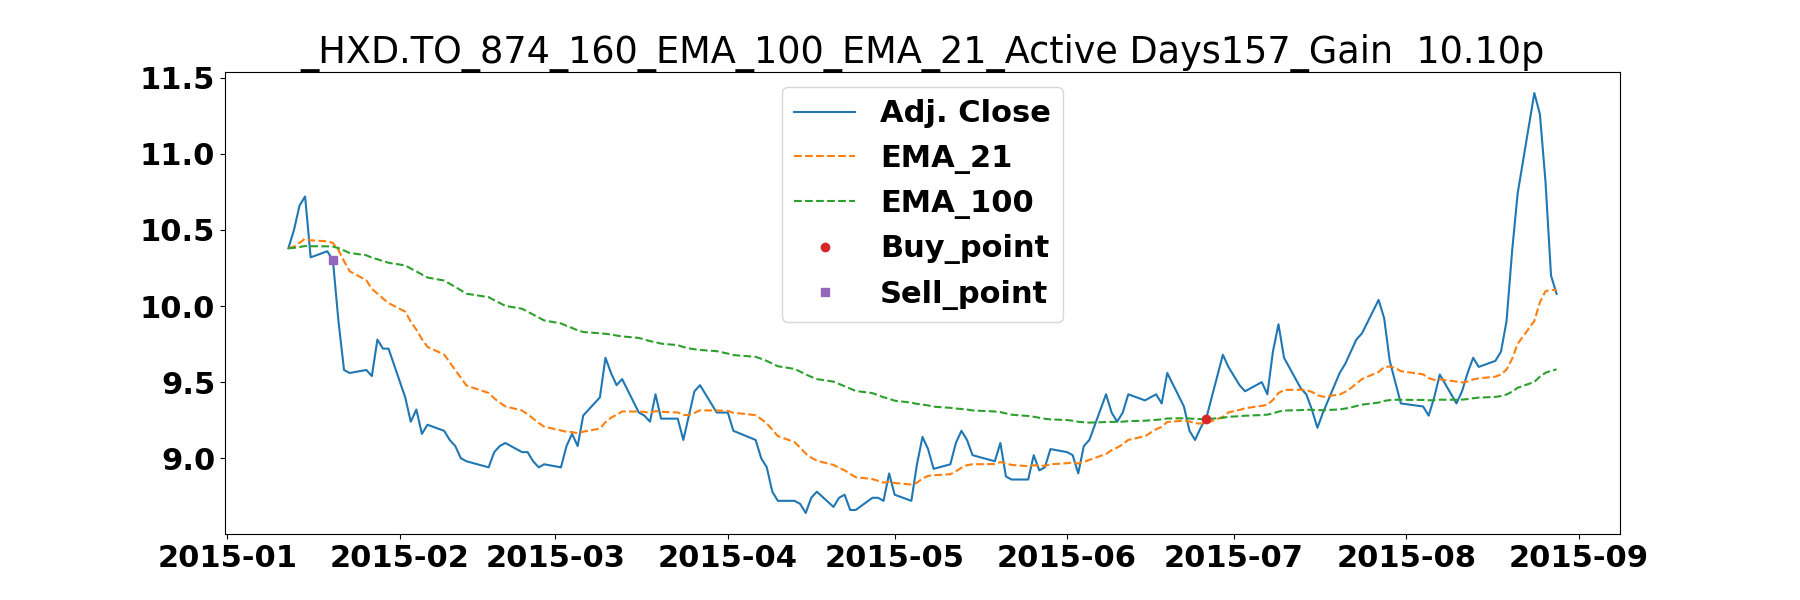 _HXD.TO_874_160_EMA_100_EMA_21_Active Days157_Gain  10.10p
11.5
11.0
10.5
10.0
9.5
9.0
Adj. Close
EMA_21
EMA_100
Buy_point
Sell_point
2015-01 2015-02 2015-03 2015-04 2015-05 2015-06 2015-07 2015-08 2015-09